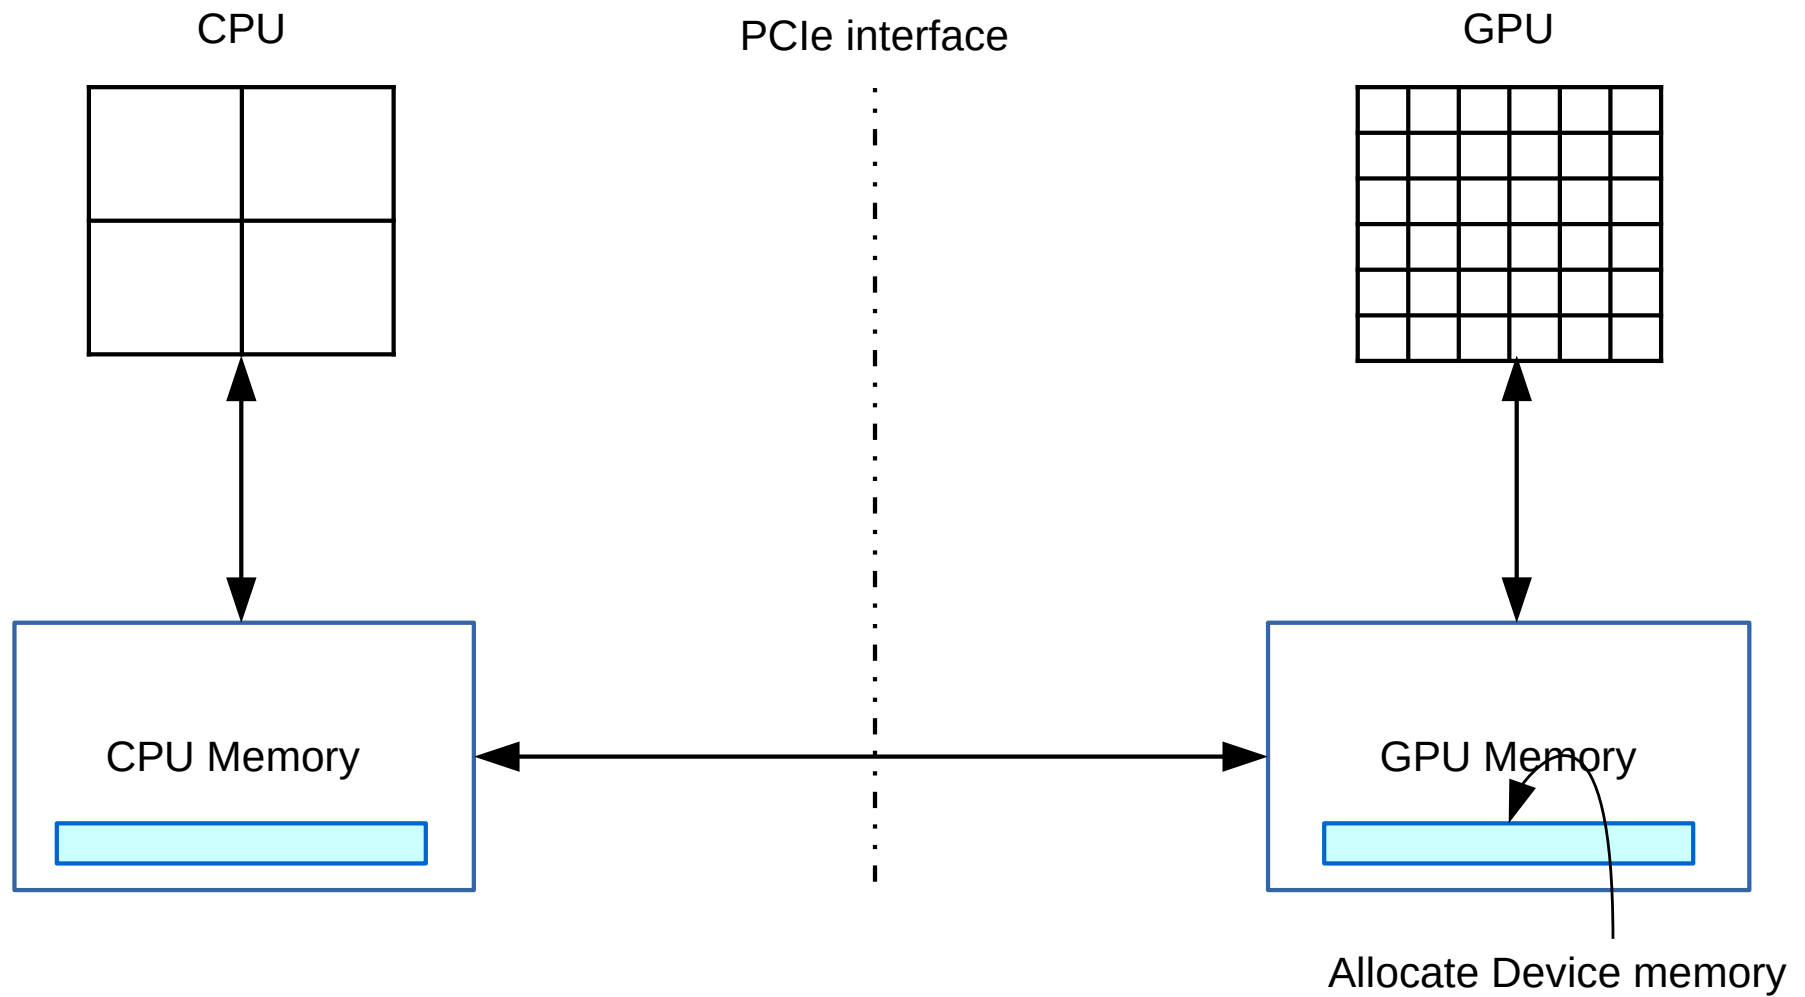 CPU
PCIe interface
GPU
CPU Memory
GPU Memory
Allocate Device memory